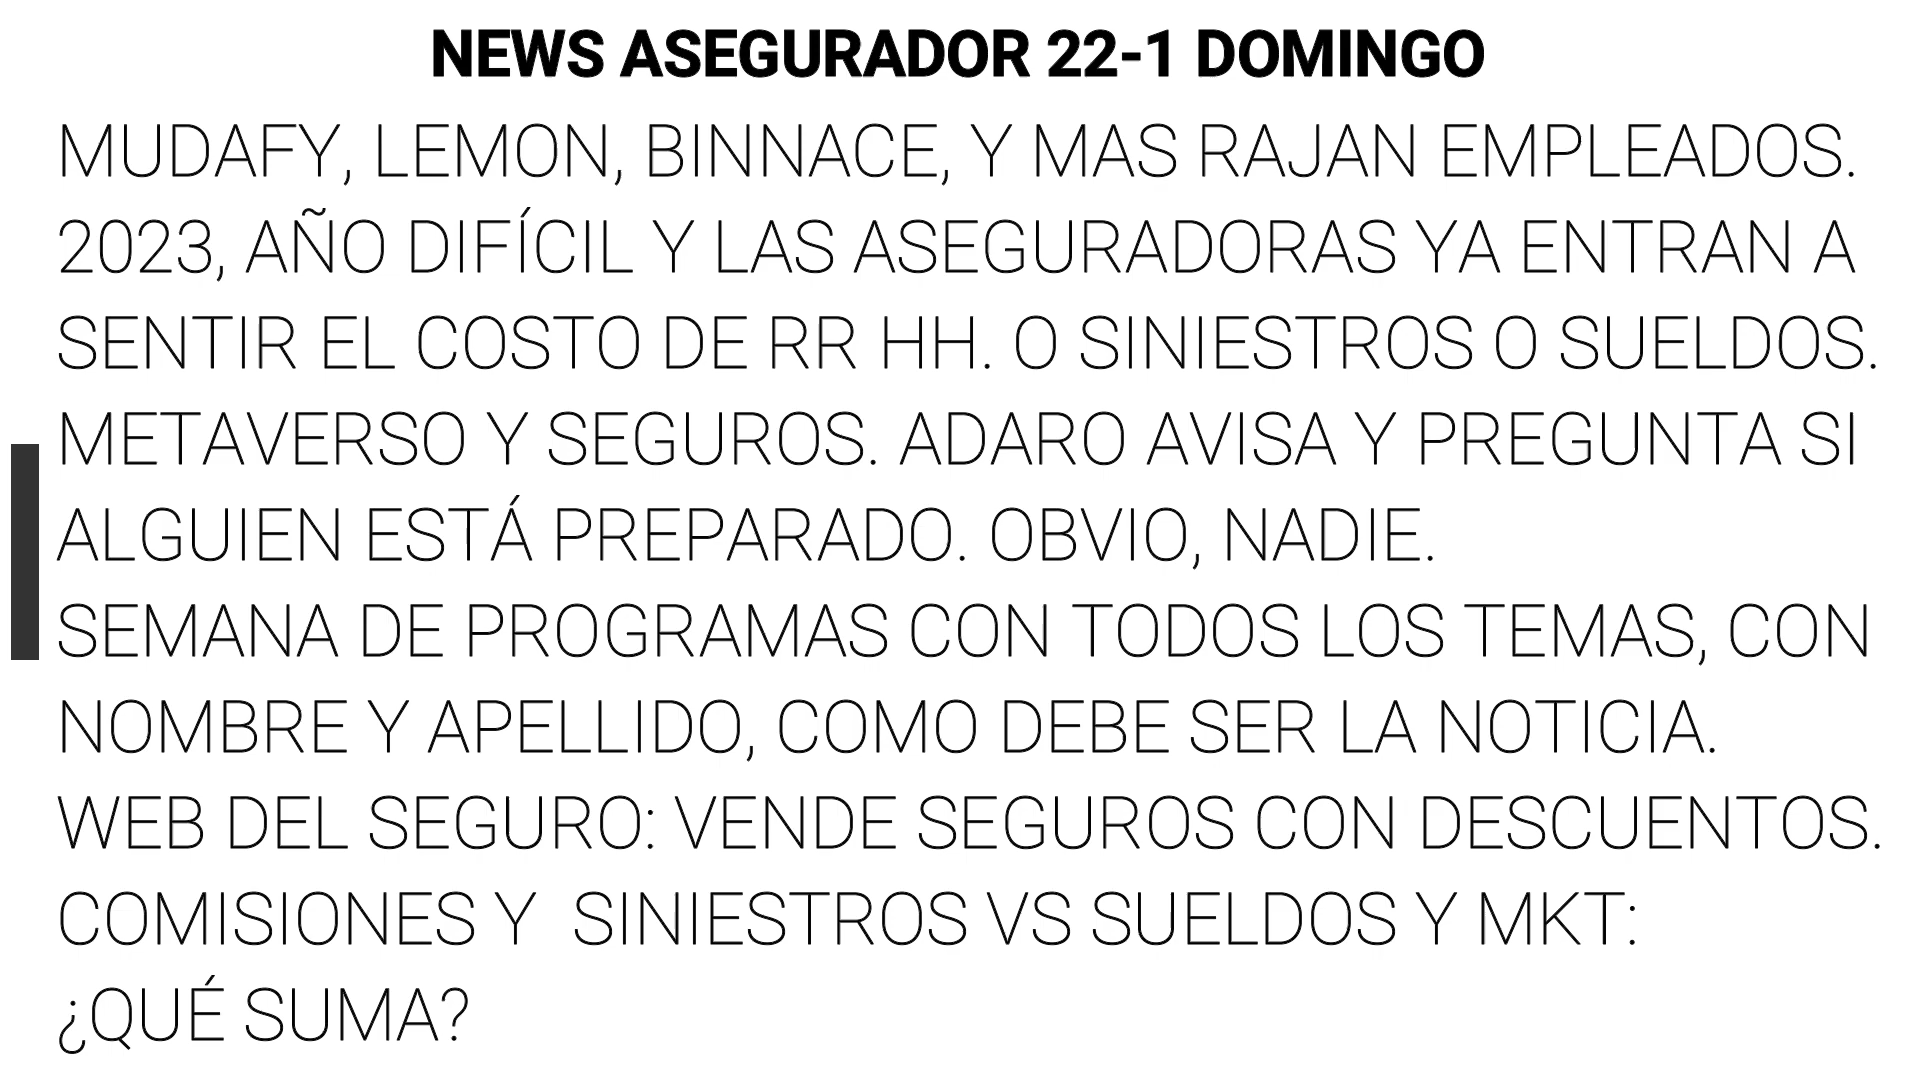 NEWS ASEGURADOR 22-1 DOMINGO
MUDAFY, LEMON, BINNACE, Y MAS RAJAN EMPLEADOS.
2023, AÑO DIFÍCIL Y LAS ASEGURADORAS YA ENTRAN A
SENTIR EL COSTO DE RR HH. O SINIESTROS O SUELDOS.
METAVERSO Y SEGUROS. ADARO AVISA Y PREGUNTA SI
ALGUIEN ESTÁ PREPARADO. OBVIO, NADIE.
SEMANA DE PROGRAMAS CON TODOS LOS TEMAS, CON
NOMBRE Y APELLIDO, COMO DEBE SER LA NOTICIA.
WEB DEL SEGURO: VENDE SEGUROS CON DESCUENTOS.
COMISIONES Y  SINIESTROS VS SUELDOS Y MKT:
¿QUÉ SUMA?